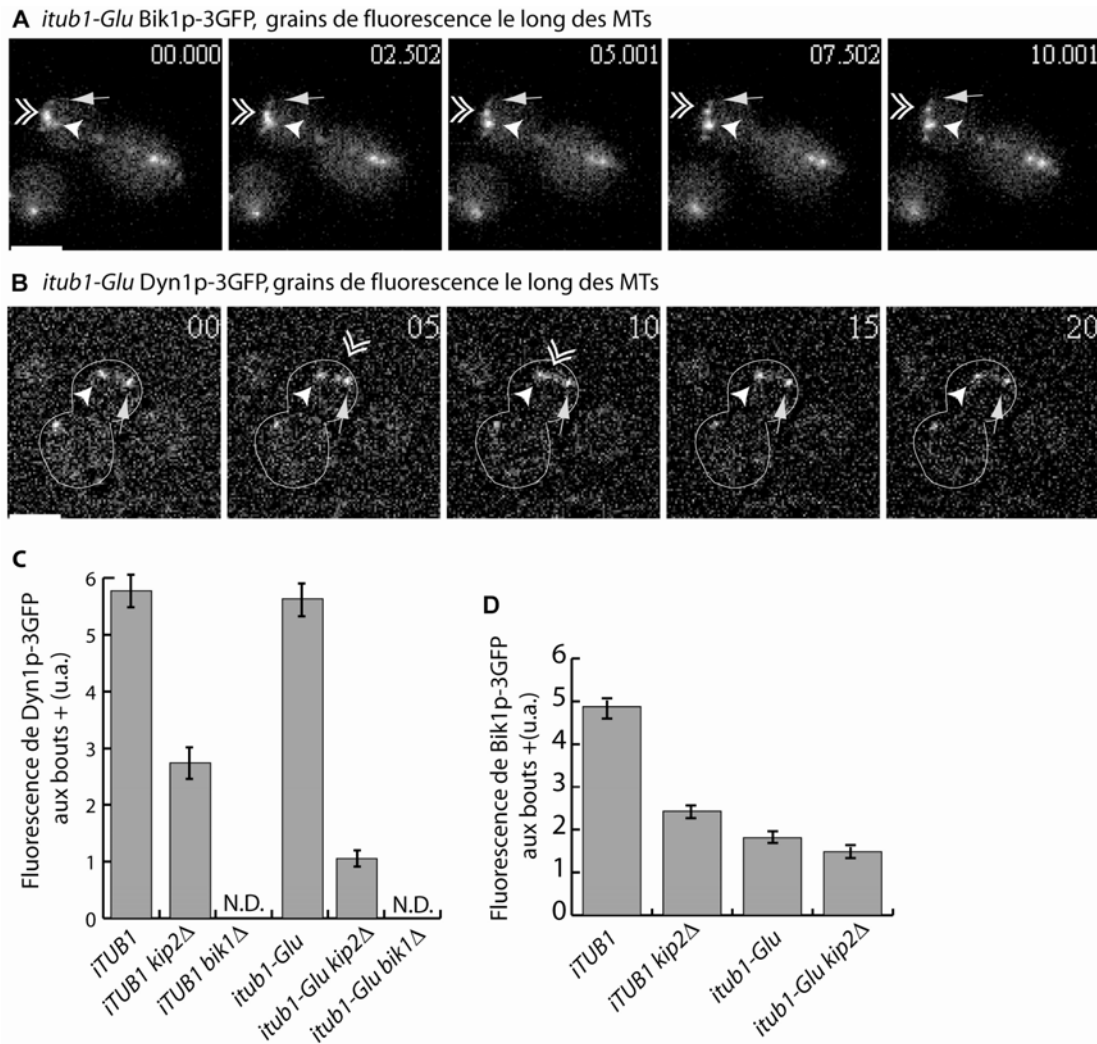 A itub1-Glu Bik1p-3GFP, grains de fluorescence le long des MTs
00.000 02.502 05.001 07.502 10.001
B itub1-Glu Dyn1p-3GFP, grains de fluorescence le long des MTs
00 05 10 15 20
C
Fluorescence de Dyn1p-3GFP
aux bouts + (u.a.)
6
5
4
3
2
1
0
N.D.
N.D.
iTUB1
iTUB1 kip2Δ
iTUB1 bik1Δ
itub1-Glu
itub1-Glu kip2Δ
itub1-Glu bik1Δ
D
Fluorescence de Bik1p-3GFP
aux bouts +(u.a.)
6
5
4
3
2
1
0
iTUB1
iTUB1 kip2Δ
itub1-Glu
itub1-Glu kip2Δ